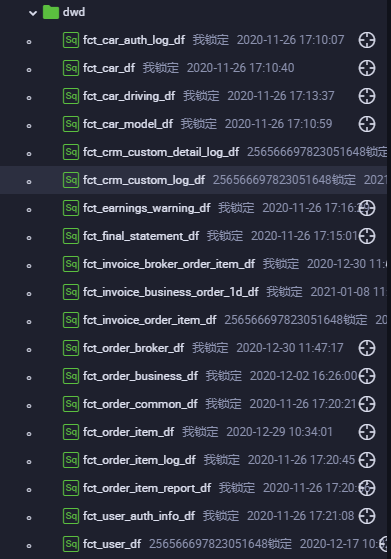 dwd
Sq fct_car_auth_log_df 我锁定 2020-11-26 17:10:07
Sq fct_car_df 我锁定 2020-11-26 17:10:40
Sq fct_car_driving_df 我锁定 2020-11-26 17:13:37
Sq fct_car_model_df 我锁定 2020-11-26 17:10:59
Sq fct_crm_custom_detail_log_df 256566697823051648锁定
Sq fct_crm_custom_log_df 256566697823051648锁定 2021
Sq fct_earnings_warning_df 我锁定 2020-11-26 17:16:
Sq fct_final_statement_df 我锁定 2020-11-26 17:15:01
Sq fct_invoice_broker_order_item_df 我锁定 2020-12-30 11:
Sq fct_invoice_business_order_1d_df 我锁定 2021-01-08 11
Sq fct_invoice_order_item_df 256566697823051648锁定
Sq fct_order_broker_df 我锁定 2020-12-30 11:47:17
Sq fct_order_business_df 我锁定 2020-12-02 16:26:00
Sq fct_order_common_df 我锁定 2020-11-26 17:20:21
Sq fct_order_item_df 我锁定 2020-12-29 10:34:01
Sq fct_order_item_log_df 我锁定 2020-11-26 17:20:45
Sq fct_order_item_report_df 我锁定 2020-11-26 17:20:
Sq fct_user_auth_info_df 我锁定 2020-11-26 17:21:08
Sq fct_user_df 256566697823051648锁定 2020-12-17 10: